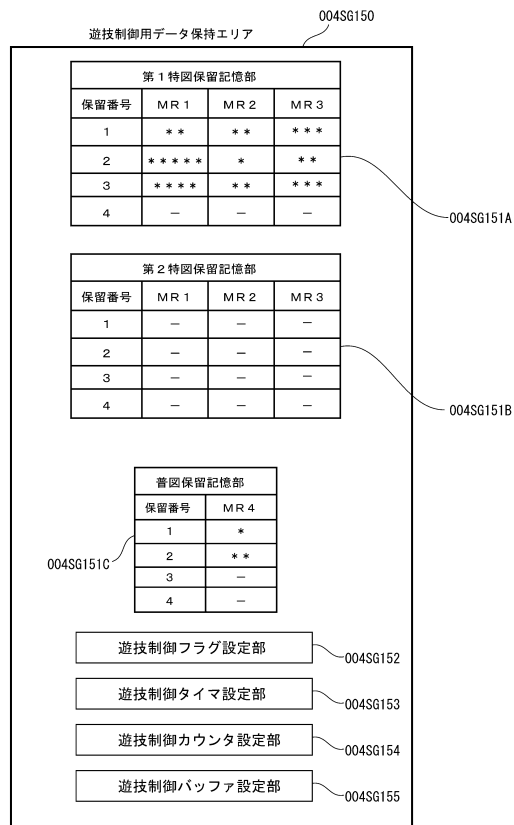 004SG150
遊技制御用データ保持エリア
第１特図保留記憶部
保留番号 ＭＲ１ ＭＲ２ ＭＲ３
1 ** ** ***
2 ***** * **
3 **** ** ***
4 − − −
004SG151A
第２特図保留記憶部
保留番号 ＭＲ１ ＭＲ２ ＭＲ３
1 − − −
2 − − −
3 − − −
4 − − −
004SG151B
普図保留記憶部
保留番号 ＭＲ４
1 *
2 **
3 −
4 −
004SG151C
遊技制御フラグ設定部
004SG152
遊技制御タイマ設定部
004SG153
遊技制御カウンタ設定部
004SG154
遊技制御バッファ設定部
004SG155